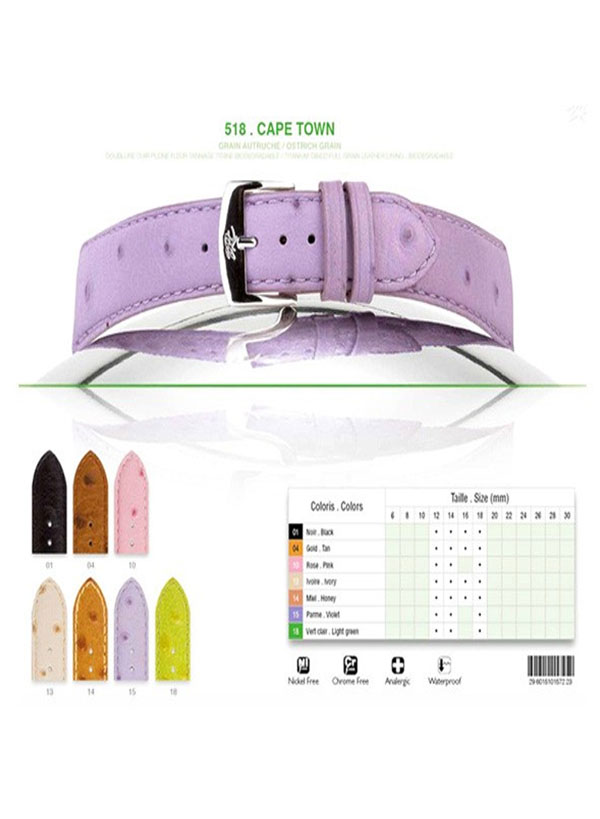 518 . CAPE TOWN
GRAIN AUTRUCHE / OSTRICH GRAIN
01
04
10
13
14
15
18
Coloris . Colors
Taille . Size (mm)
6 8 10 12 14 16 18 20 22 24 26 28 30
01 Noir . Black
04 Gold . Tan
10 Rose . Pink
13 Ivoire . Ivory
14 Miel . Honey
15 Parme . Violet
18 Vert clair . Light green
Ni
Nickel Free
Cr
Chrome Free
Analergic
Waterproof